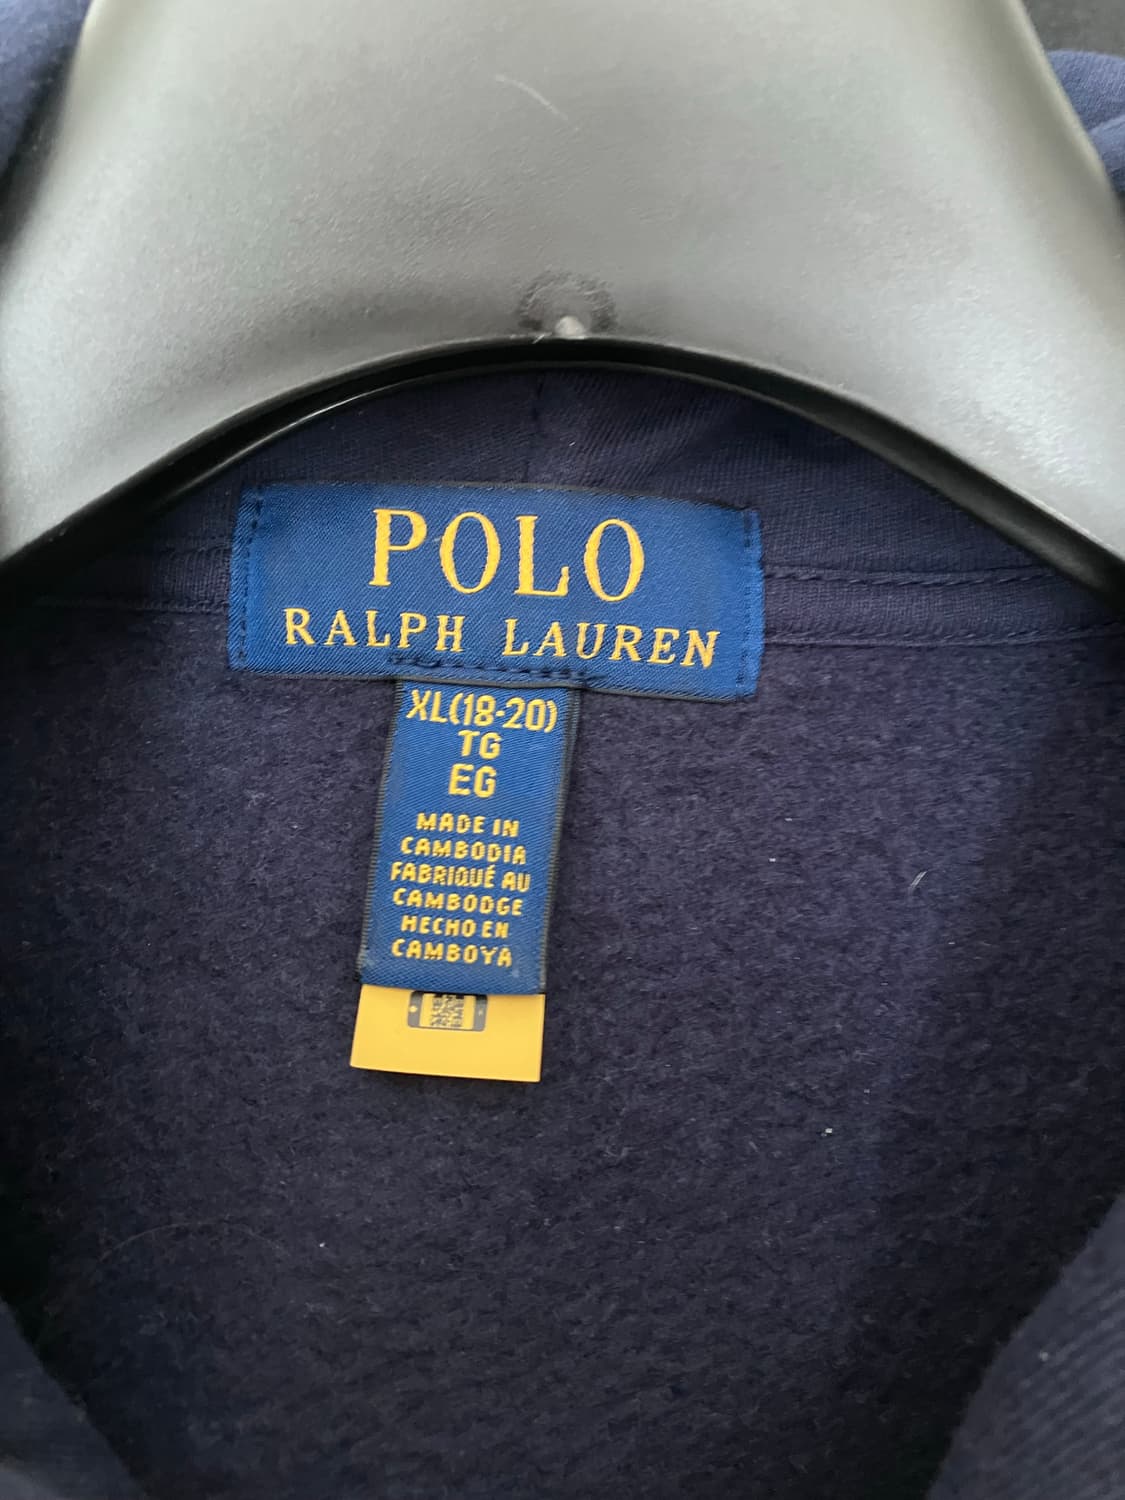 POLO
RALPH LAUREN
XL(18-20)
TG
EG
MADE IN
CAMBODIA
FABRIQUÉ AU
CAMBODGE
HECHO EN
CAMBOYA